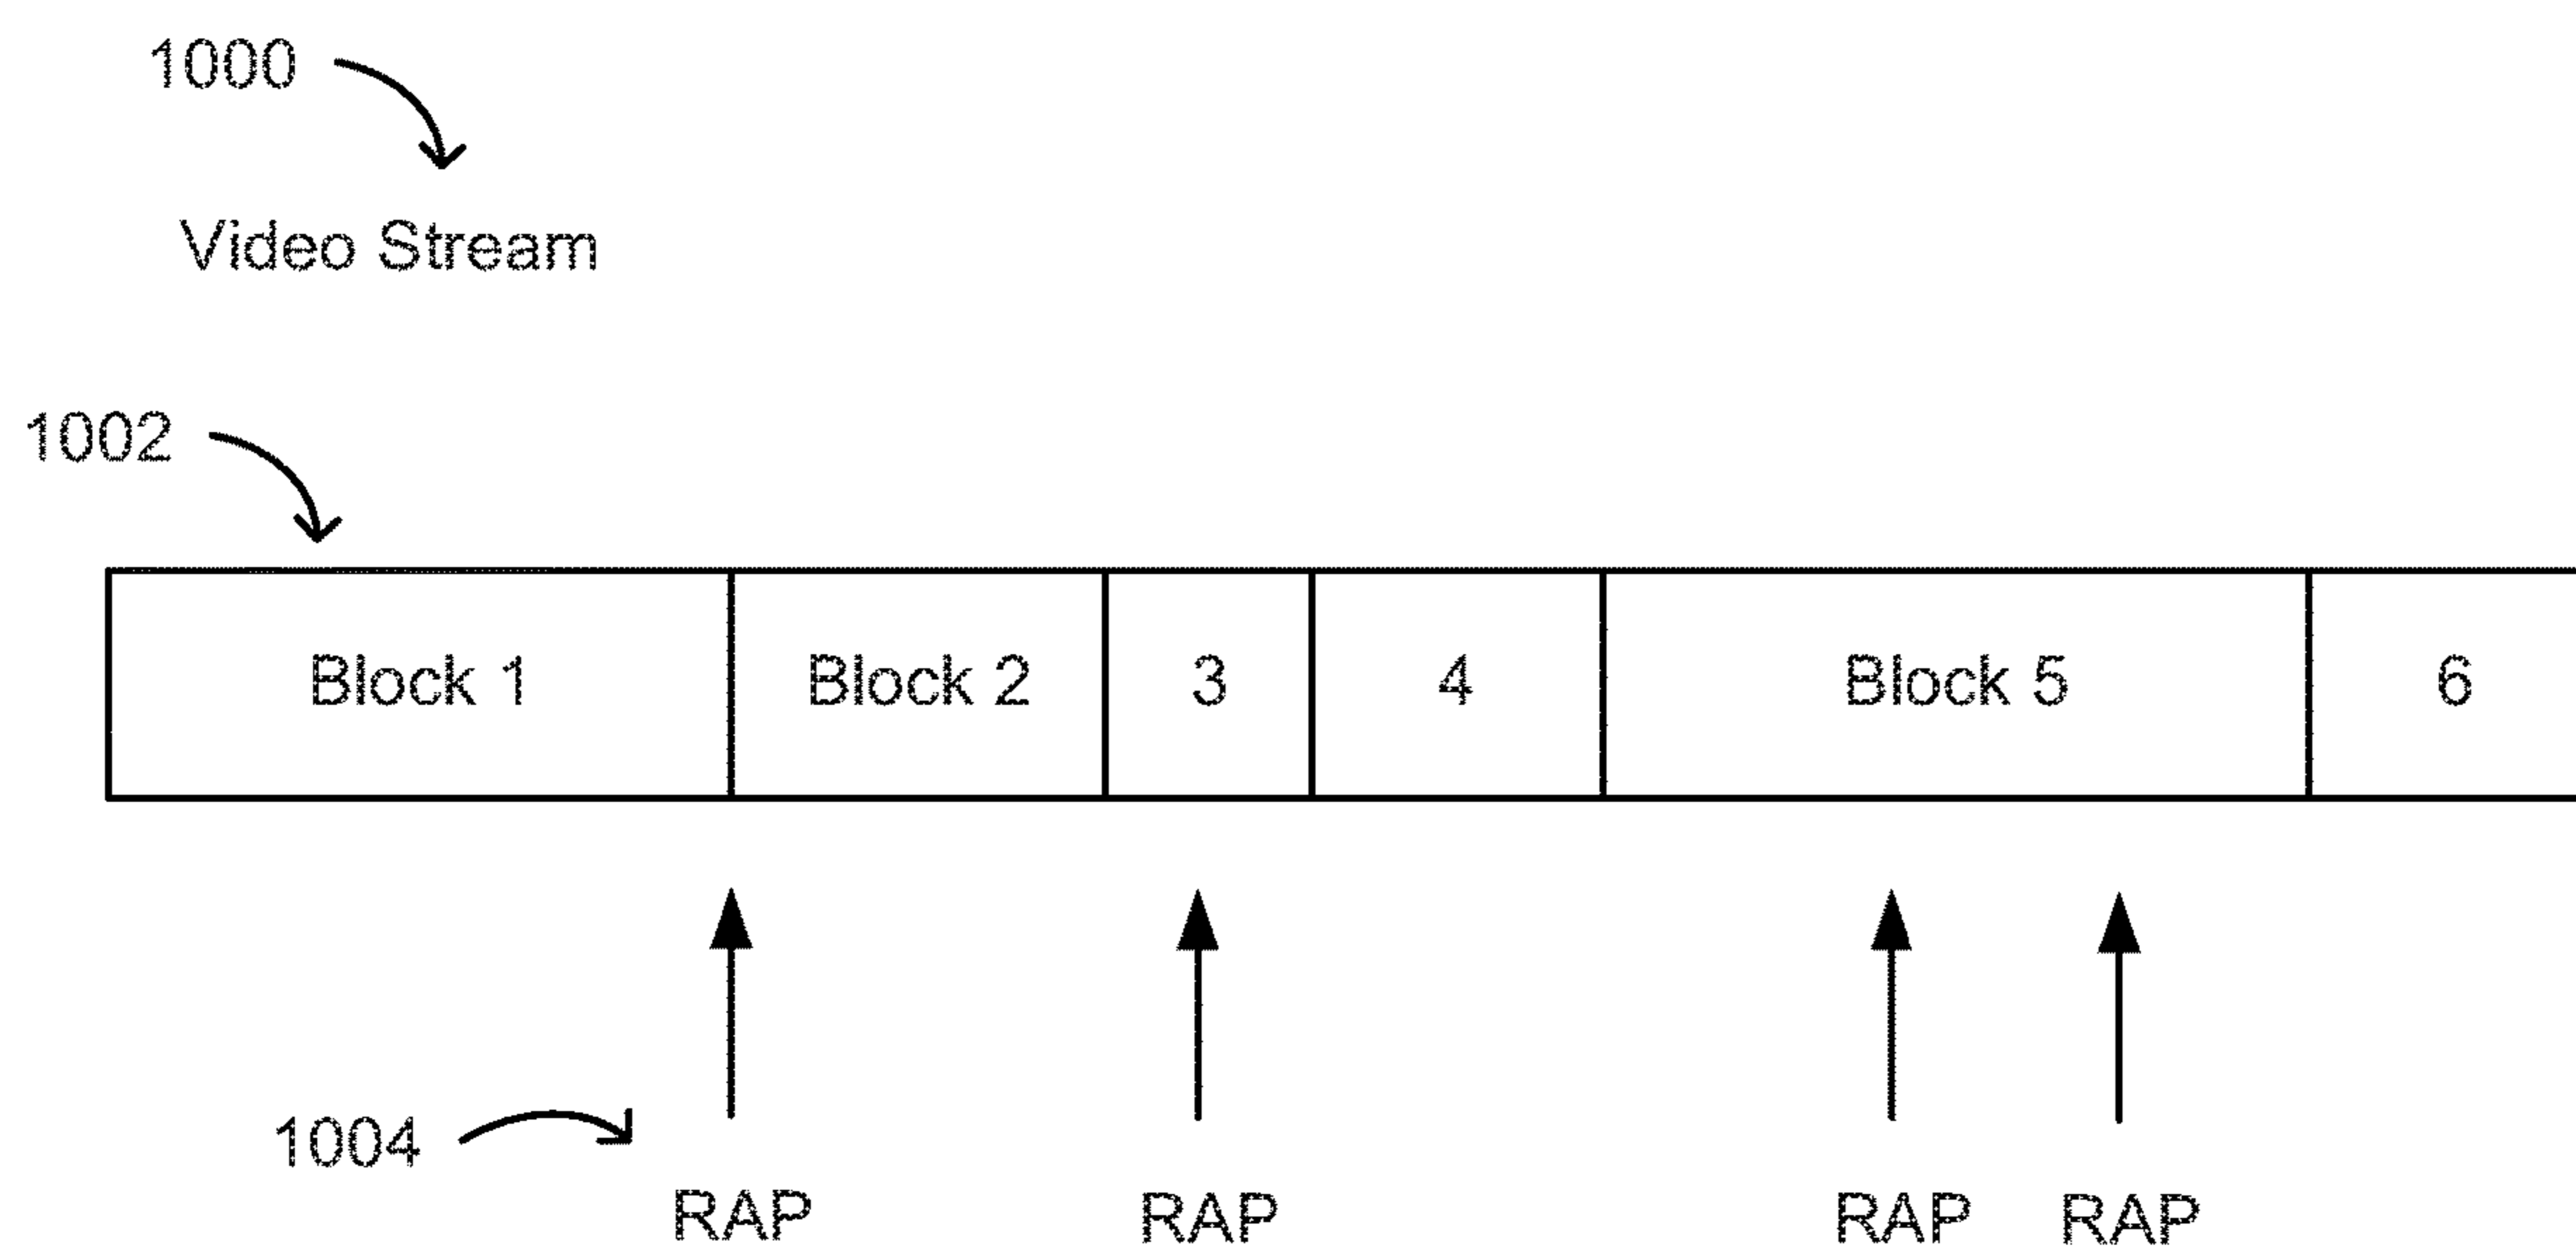 1000
Video Stream
1002
Block 1 Block 2 3 4 Block 5 6
1004
RAP RAP RAP RAP